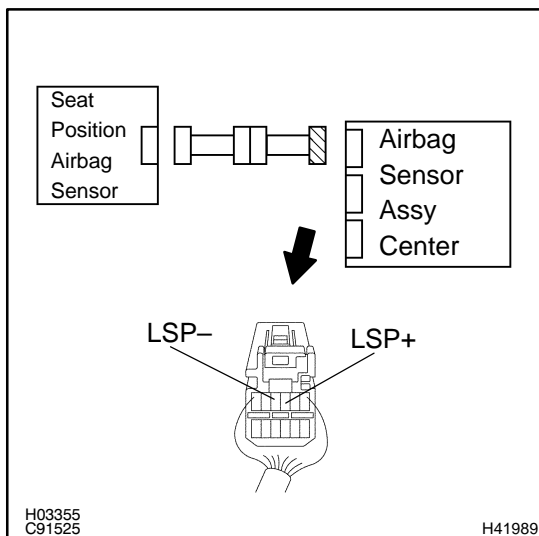 Seat
Position
Airbag
Sensor
Airbag
Sensor
Assy
Center
LSP–
LSP+
H03355
C91525
H41989